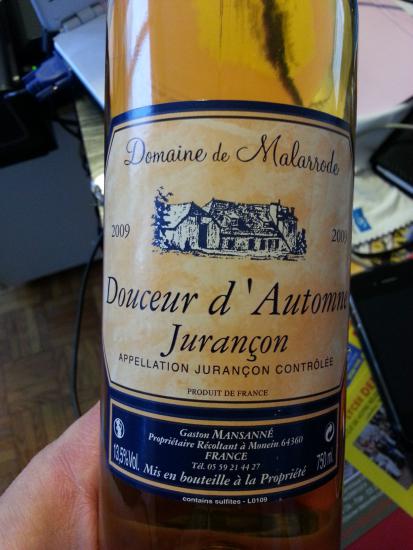 Domaine de Malarrode
2009 2009
Douceur d'Automne
Jurançon
APPELLATION JURANÇON CONTRÔLÉE
PRODUIT DE FRANCE
Gaston MANSANNÉ
Propriétaire Récoltant à Monein 64360
FRANCE
Tél. 05 59 21 44 27
13,5%Vol. 750 ml
Mis en bouteille à la Propriété
contains sulfites - L0109